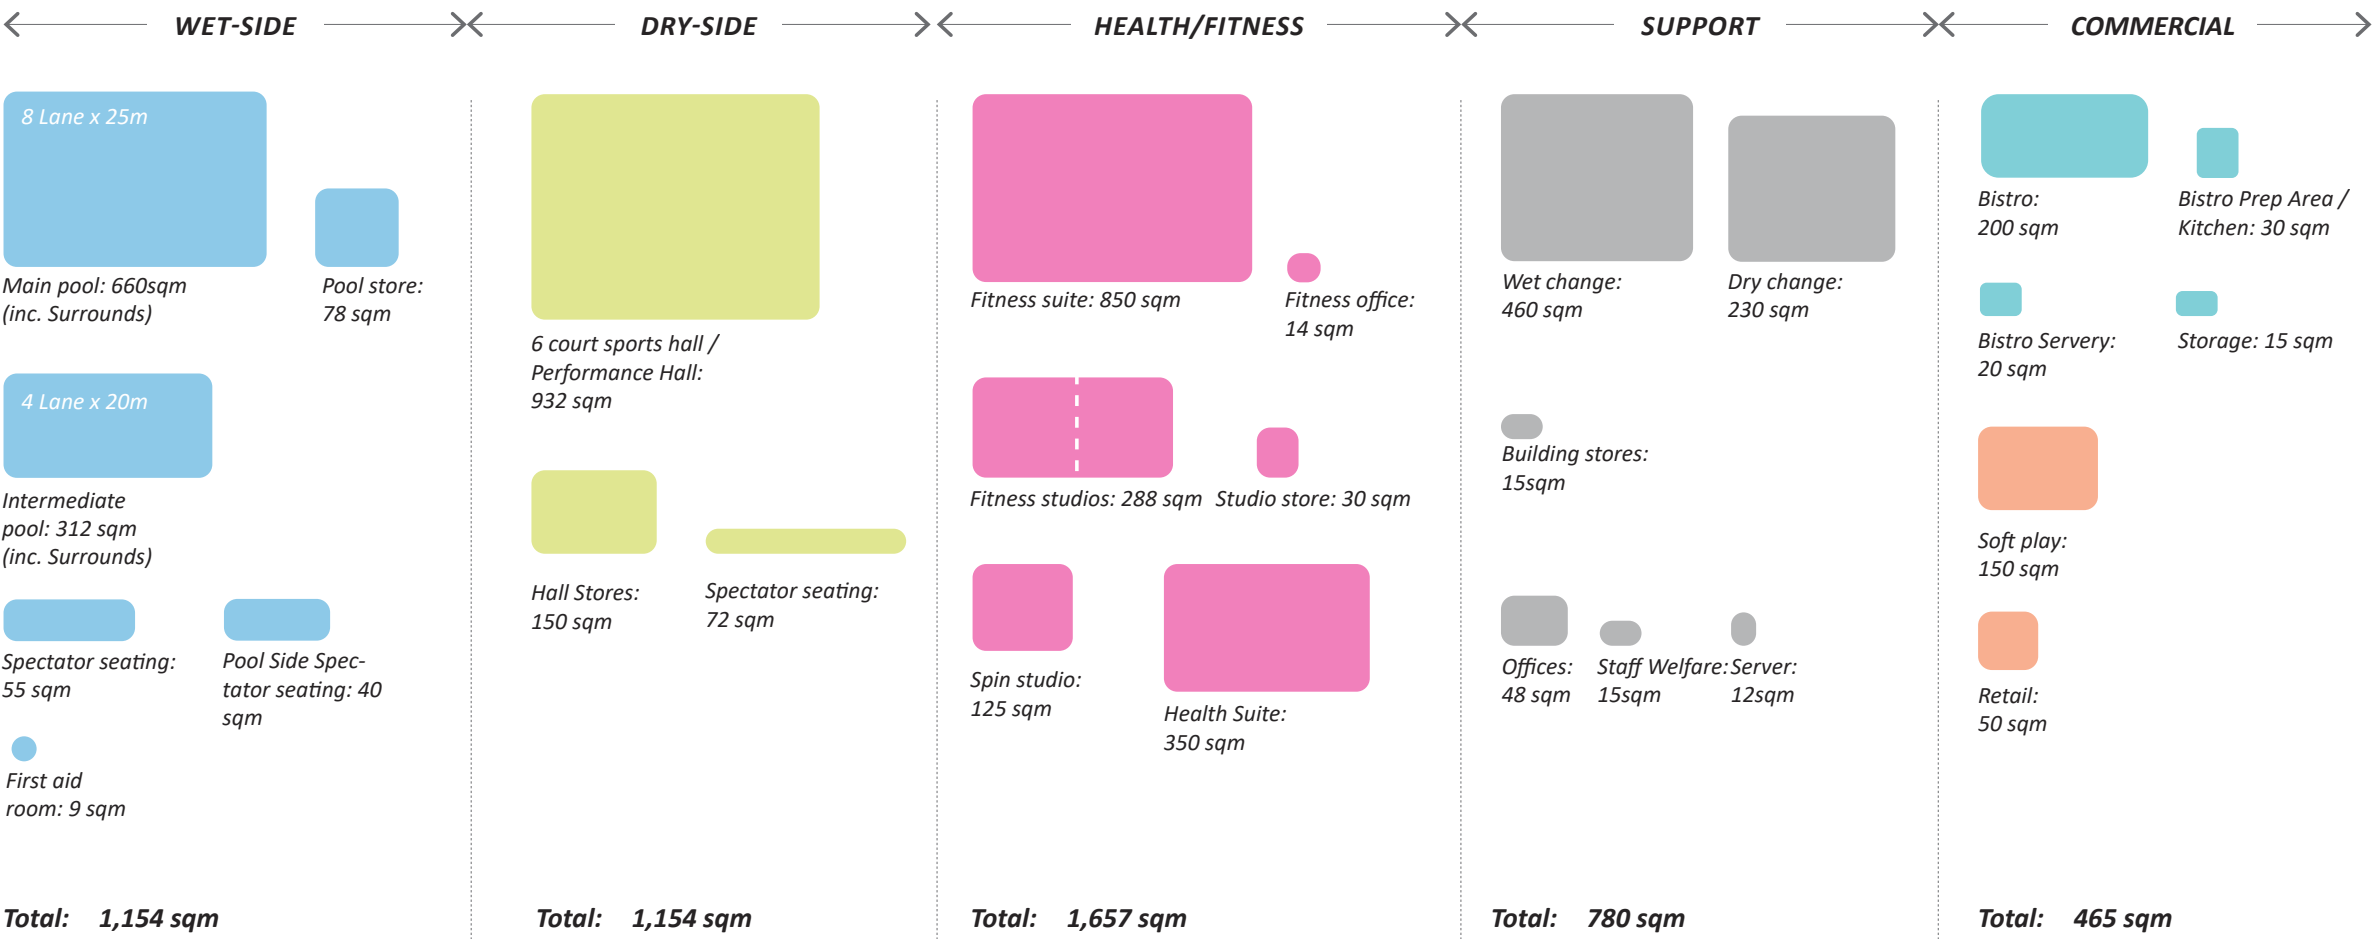 WET-SIDE
8 Lane x 25m
Main pool: 660sqm
(inc. Surrounds)
Pool store:
78 sqm
4 Lane x 20m
Intermediate
pool: 312 sqm
(inc. Surrounds)
Spectator seating:
55 sqm
Pool Side Spec-
tator seating: 40
sqm
First aid
room: 9 sqm
Total: 1,154 sqm
DRY-SIDE
6 court sports hall /
Performance Hall:
932 sqm
Hall Stores:
150 sqm
Spectator seating:
72 sqm
Total: 1,154 sqm
HEALTH/FITNESS
Fitness suite: 850 sqm
Fitness office:
14 sqm
Fitness studios: 288 sqm
Studio store: 30 sqm
Spin studio:
125 sqm
Health Suite:
350 sqm
Total: 1,657 sqm
SUPPORT
Wet change:
460 sqm
Dry change:
230 sqm
Building stores:
15sqm
Offices:
48 sqm
Staff Welfare:
15sqm
Server:
12sqm
Total: 780 sqm
COMMERCIAL
Bistro:
200 sqm
Bistro Prep Area /
Kitchen: 30 sqm
Bistro Servery:
20 sqm
Storage: 15 sqm
Soft play:
150 sqm
Retail:
50 sqm
Total: 465 sqm